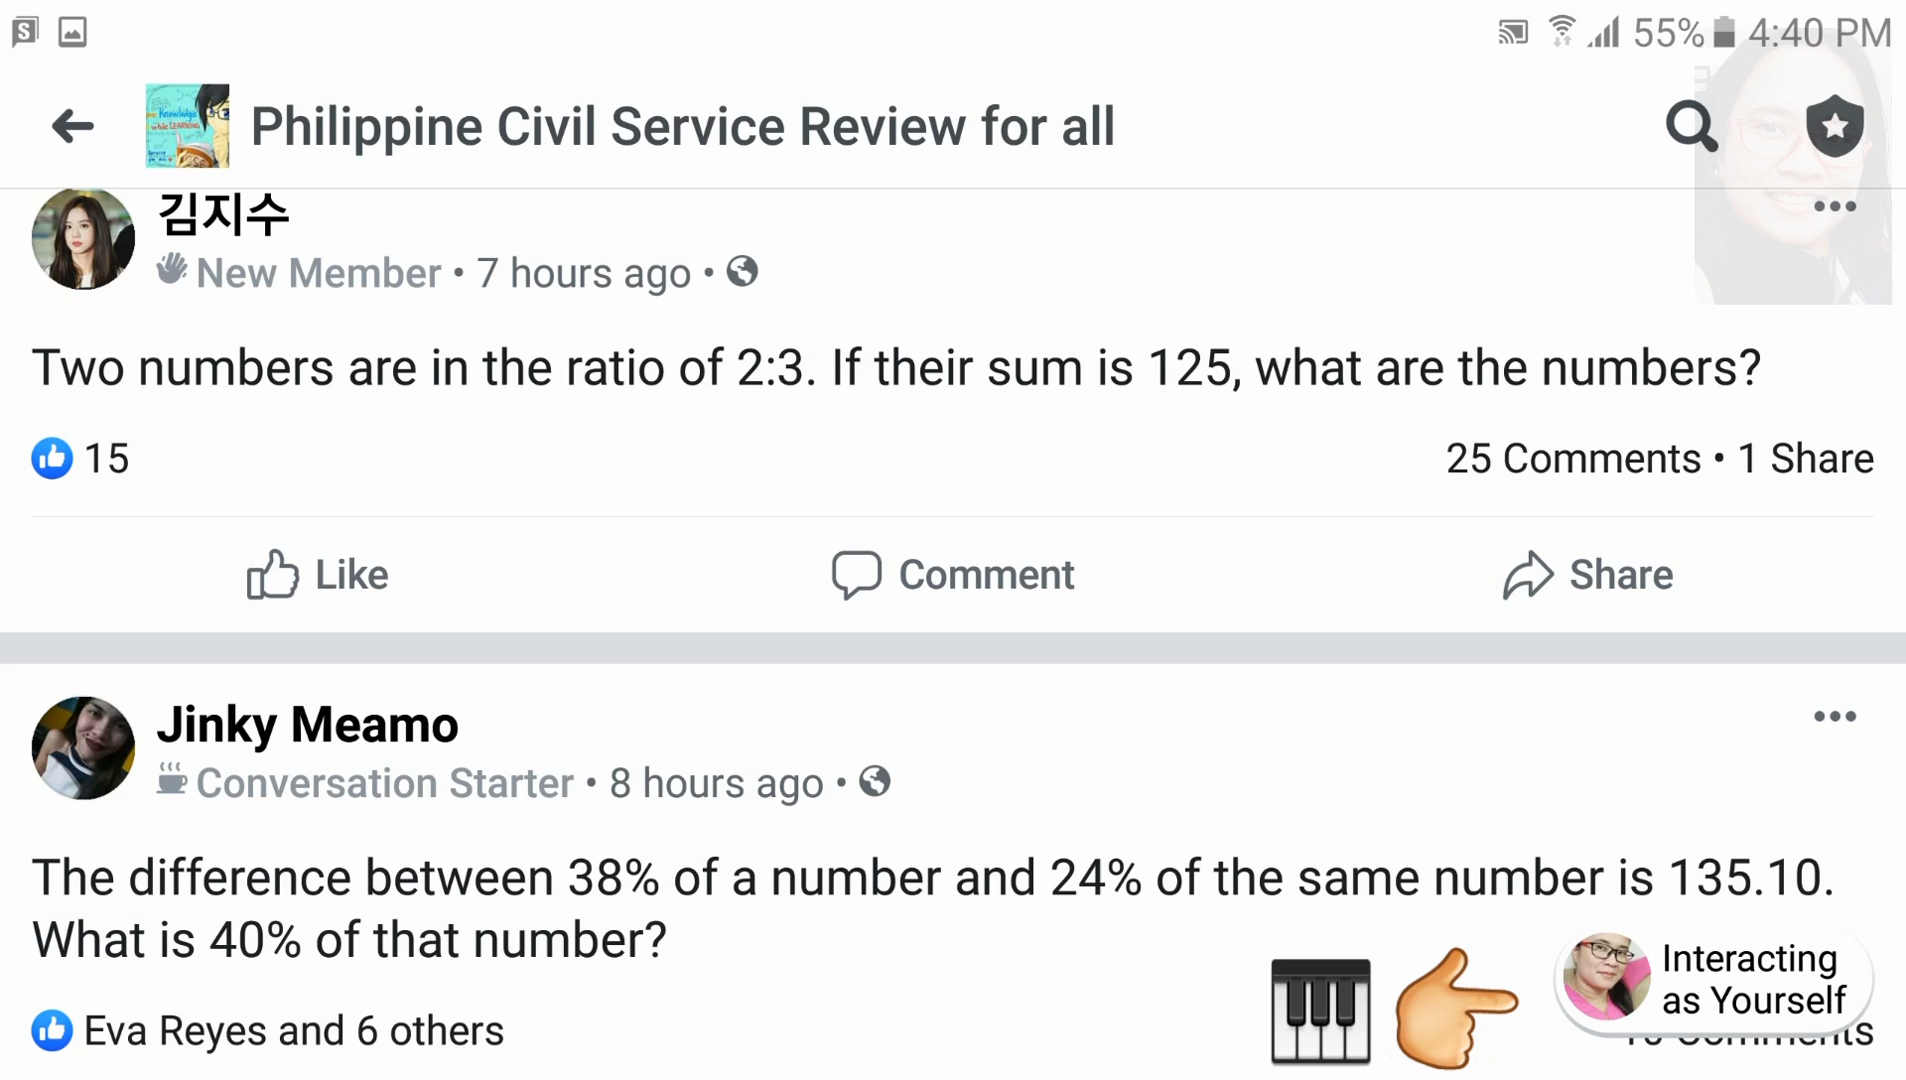 55% 4:40 PM
Philippine Civil Service Review for all
김지수
New Member • 7 hours ago •
Two numbers are in the ratio of 2:3. If their sum is 125, what are the numbers?
15
25 Comments • 1 Share
Like
Comment
Share
Jinky Meamo
Conversation Starter • 8 hours ago •
The difference between 38% of a number and 24% of the same number is 135.10.
What is 40% of that number?
Interacting
as Yourself
Eva Reyes and 6 others
Comments